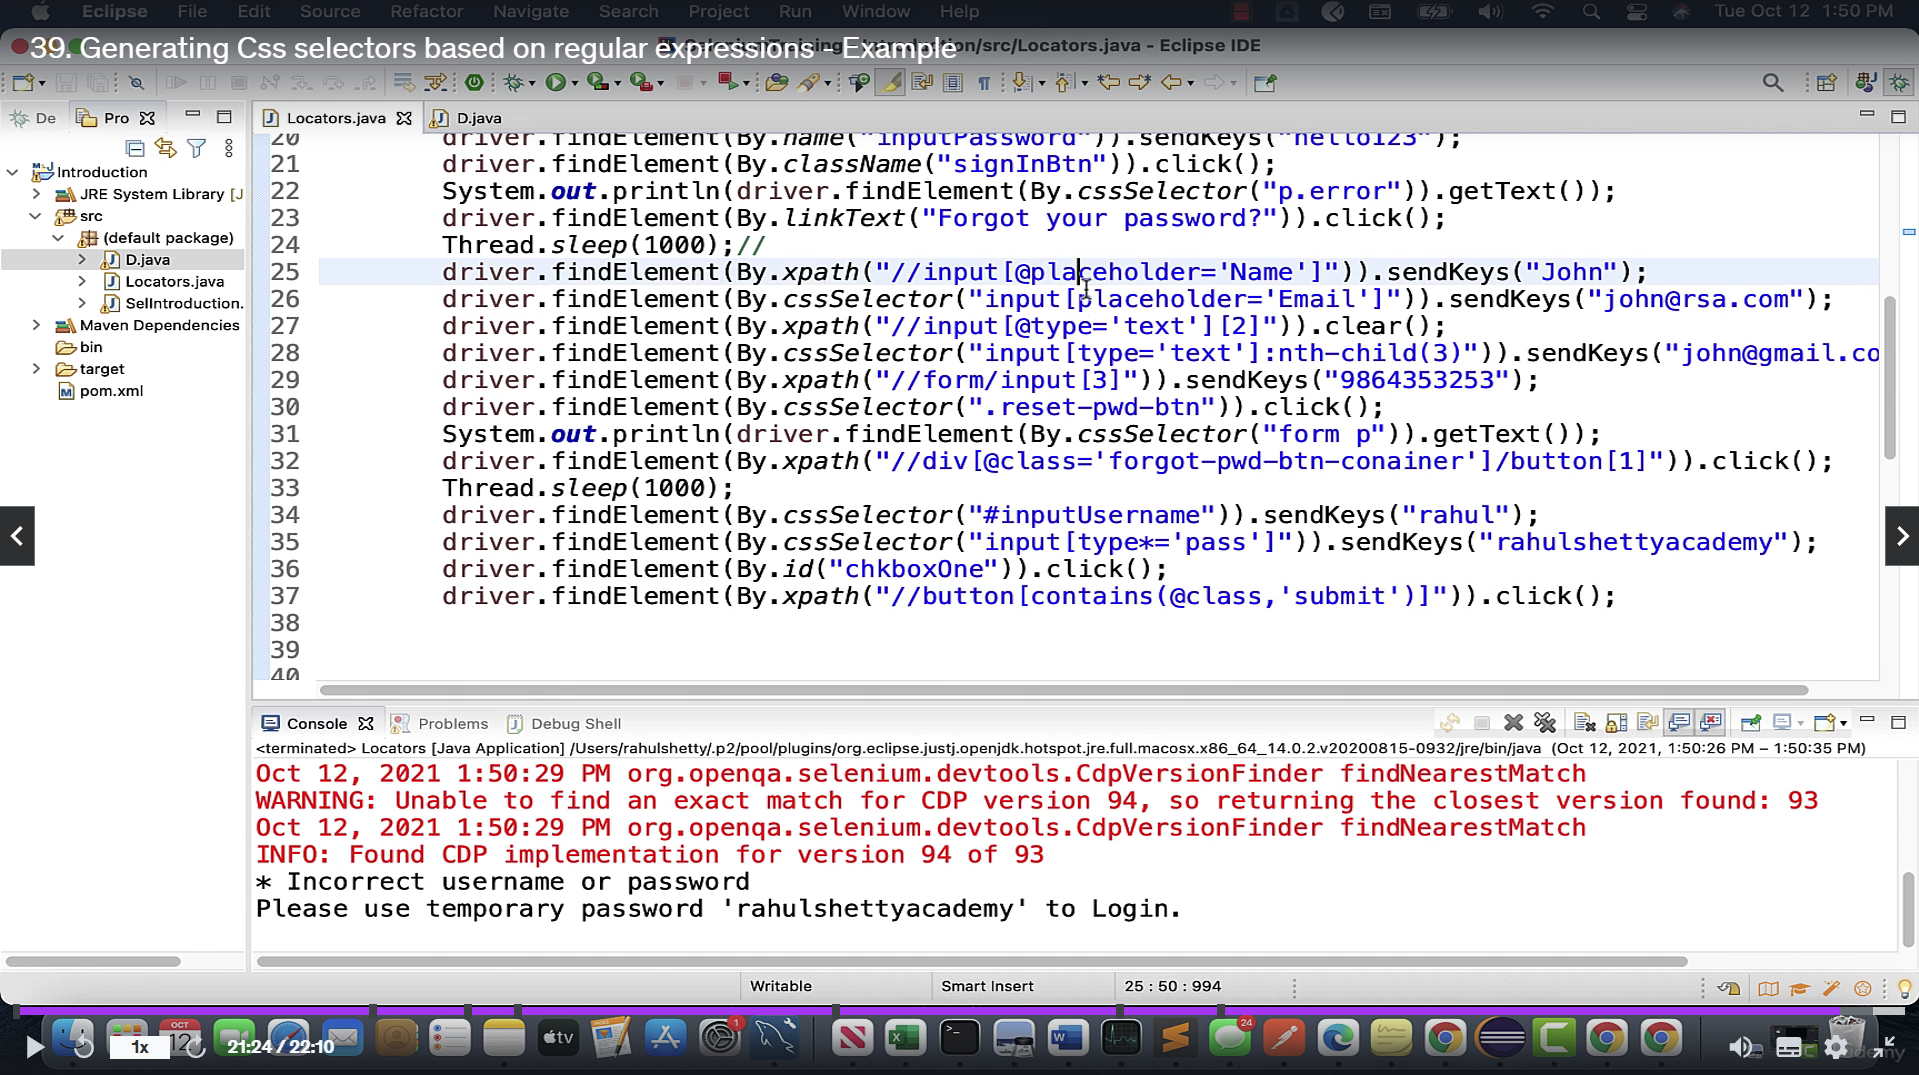 Eclipse File Edit Source Refactor Navigate Search Project Run Window Help Tue Oct 12 1:50 PM
39. Generating Css selectors based on regular expressions - Example
/src/Locators.java - Eclipse IDE
De Pro
Locators.java D.java
Introduction
JRE System Library [J
src
(default package)
D.java
Locators.java
SelIntroduction.
Maven Dependencies
bin
target
pom.xml
20 driver.findElement(By.name("inputPassword")).sendKeys("hello123");
21 driver.findElement(By.className("signInBtn")).click();
22 System.out.println(driver.findElement(By.cssSelector("p.error")).getText());
23 driver.findElement(By.linkText("Forgot your password?")).click();
24 Thread.sleep(1000);//
25 driver.findElement(By.xpath("//input[@placeholder='Name']")).sendKeys("John");
26 driver.findElement(By.cssSelector("input[placeholder='Email']")).sendKeys("john@rsa.com");
27 driver.findElement(By.xpath("//input[@type='text'][2]")).clear();
28 driver.findElement(By.cssSelector("input[type='text']:nth-child(3)")).sendKeys("john@gmail.co
29 driver.findElement(By.xpath("//form/input[3]")).sendKeys("9864353253");
30 driver.findElement(By.cssSelector(".reset-pwd-btn")).click();
31 System.out.println(driver.findElement(By.cssSelector("form p")).getText());
32 driver.findElement(By.xpath("//div[@class='forgot-pwd-btn-conainer']/button[1]")).click();
33 Thread.sleep(1000);
34 driver.findElement(By.cssSelector("#inputUsername")).sendKeys("rahul");
35 driver.findElement(By.cssSelector("input[type*='pass']")).sendKeys("rahulshettyacademy");
36 driver.findElement(By.id("chkboxOne")).click();
37 driver.findElement(By.xpath("//button[contains(@class,'submit')]")).click();
38
39
40
Console Problems Debug Shell
<terminated> Locators [Java Application] /Users/rahulshetty/.p2/pool/plugins/org.eclipse.justj.openjdk.hotspot.jre.full.macosx.x86_64_14.0.2.v20200815-0932/jre/bin/java (Oct 12, 2021, 1:50:26 PM – 1:50:35 PM)
Oct 12, 2021 1:50:29 PM org.openqa.selenium.devtools.CdpVersionFinder findNearestMatch
WARNING: Unable to find an exact match for CDP version 94, so returning the closest version found: 93
Oct 12, 2021 1:50:29 PM org.openqa.selenium.devtools.CdpVersionFinder findNearestMatch
INFO: Found CDP implementation for version 94 of 93
* Incorrect username or password
Please use temporary password 'rahulshettyacademy' to Login.
Writable Smart Insert 25 : 50 : 994
OCT 12 tv 1 24
1x 21:24 / 22:10